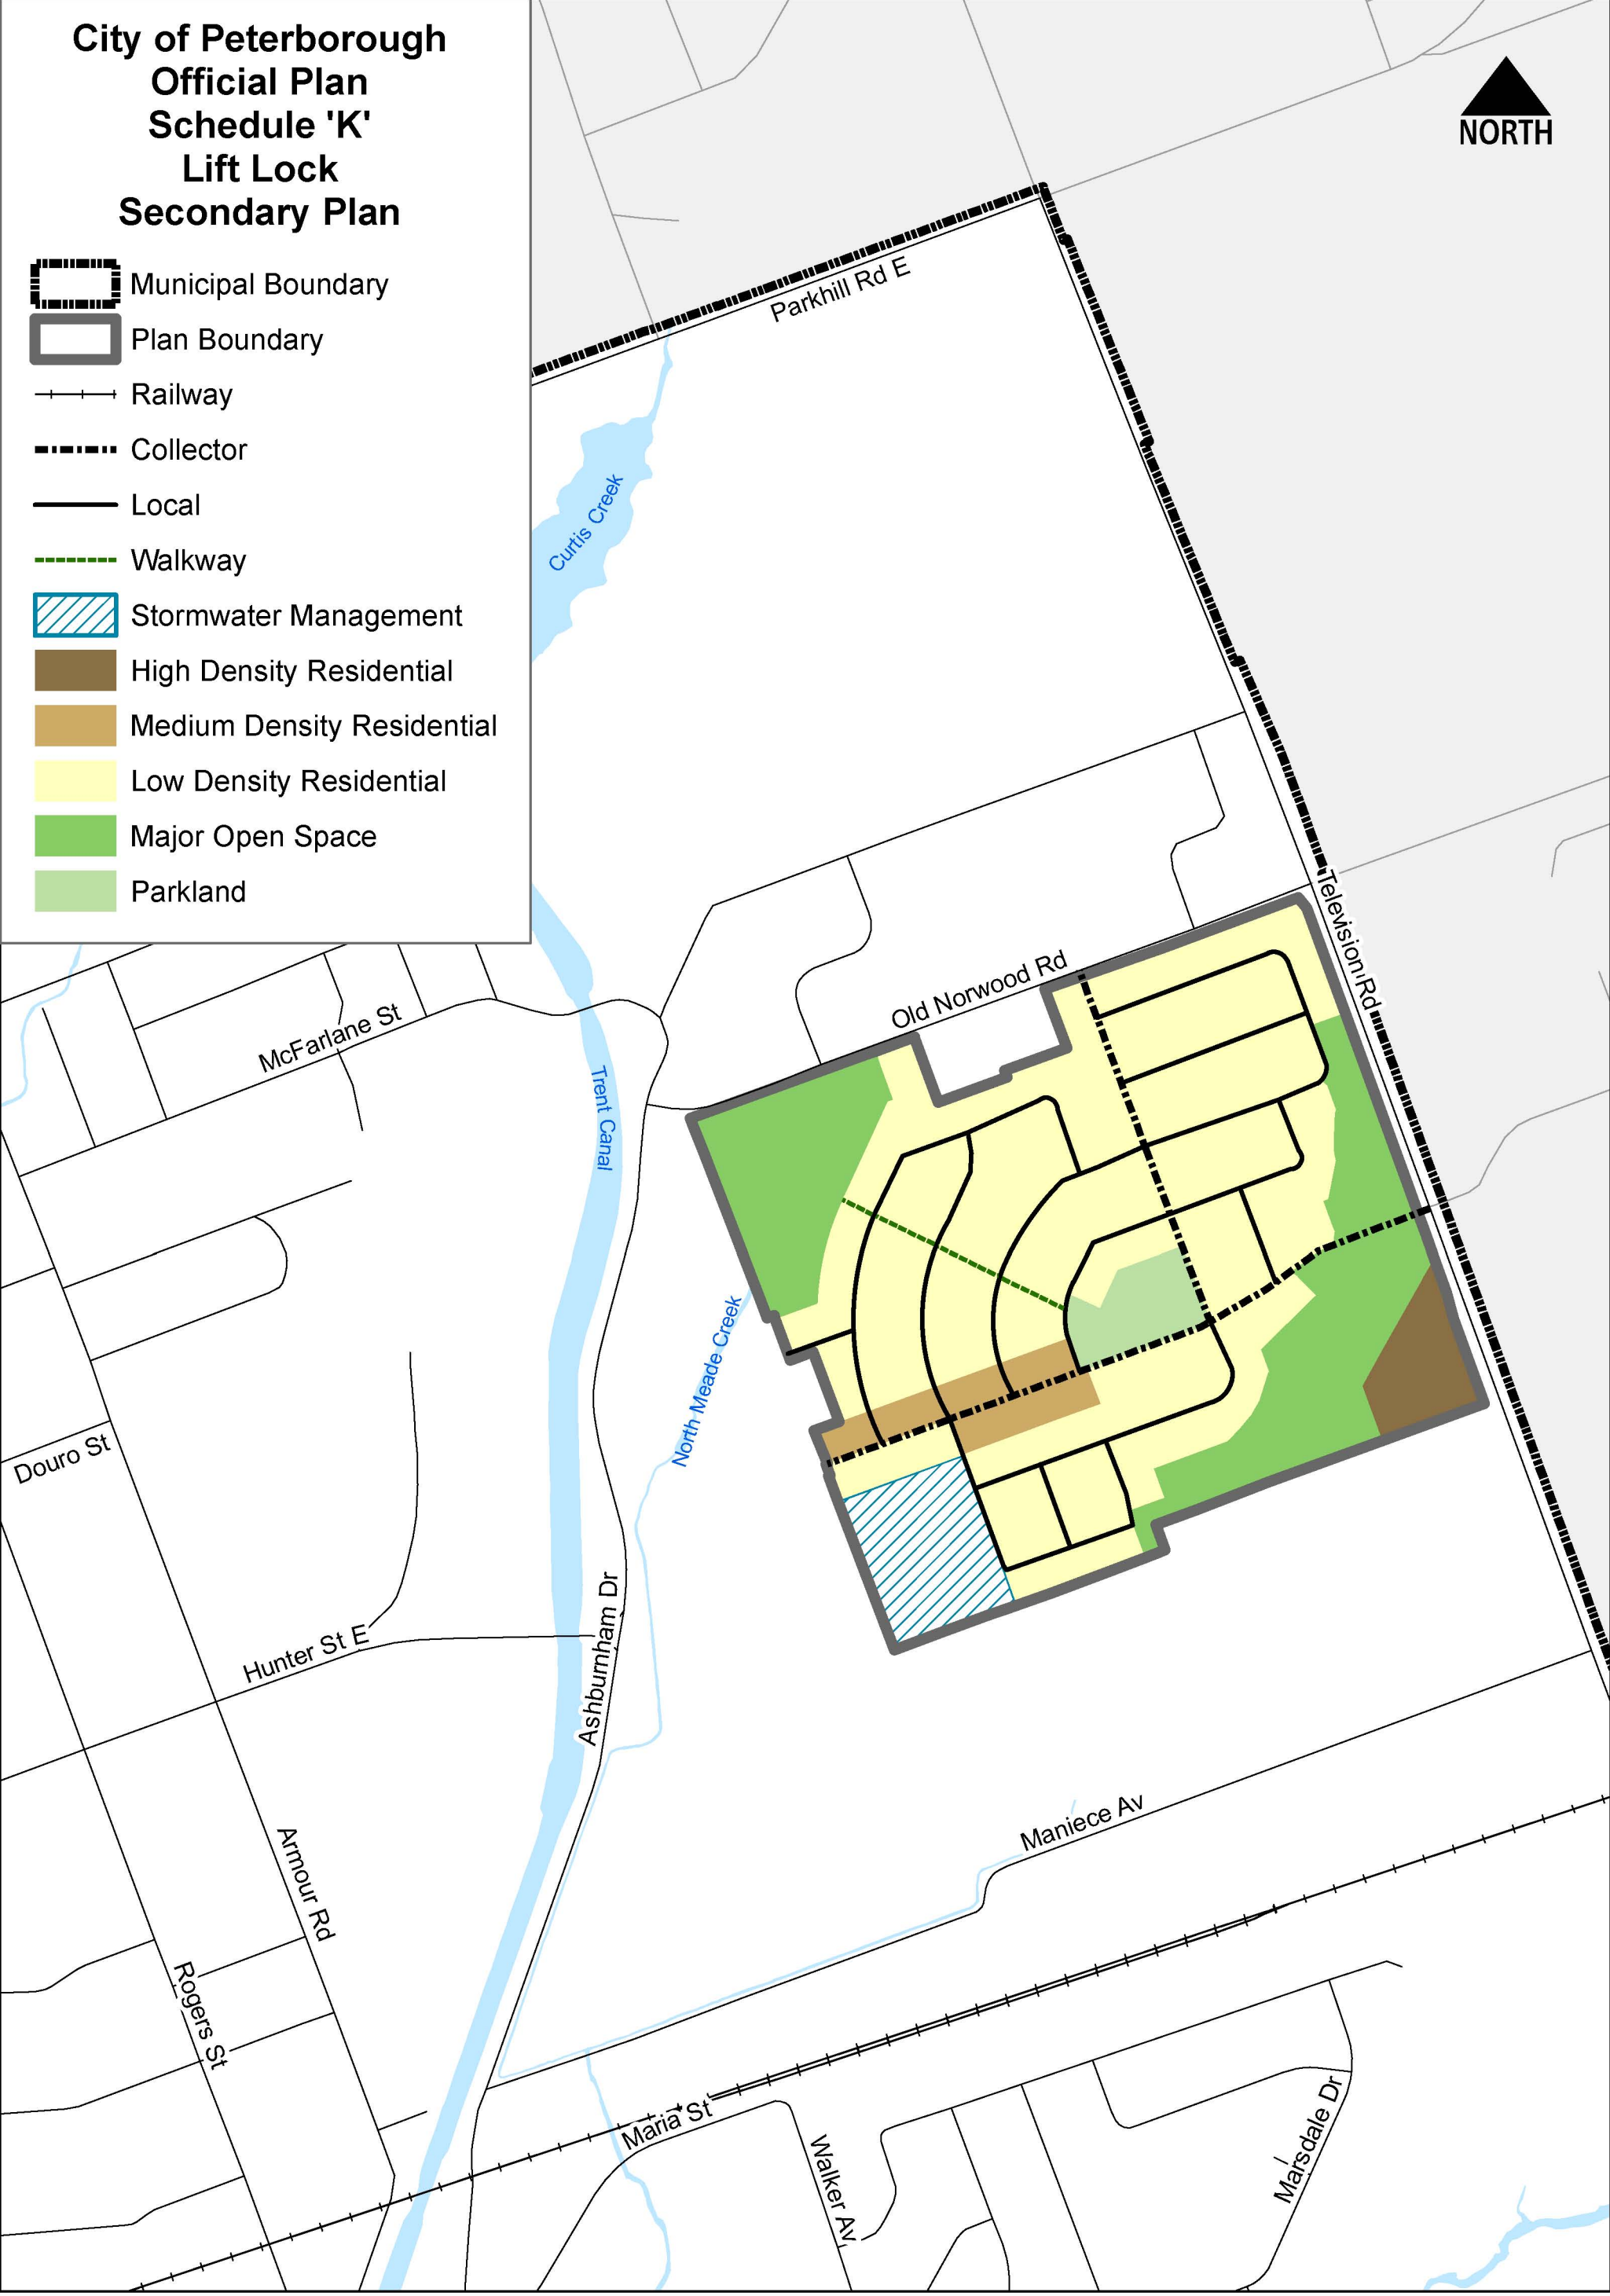 City of Peterborough
Official Plan
Schedule 'K'
Lift Lock
Secondary Plan
Municipal Boundary
Plan Boundary
Railway
Collector
Local
Walkway
Stormwater Management
High Density Residential
Medium Density Residential
Low Density Residential
Major Open Space
Parkland
NORTH
Parkhill Rd E
Curtis Creek
Television Rd
Old Norwood Rd
McFarlane St
Trent Canal
North Meade Creek
Douro St
Ashburnham Dr
Hunter St E
Maniece Av
Armour Rd
Rogers St
Maria St
Walker Av
Marsdale Dr